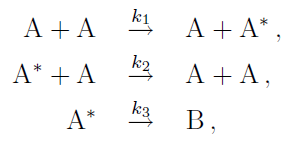 A + A —k₁→ A + A* ,
A* + A —k₂→ A + A ,
A* —k₃→ B ,